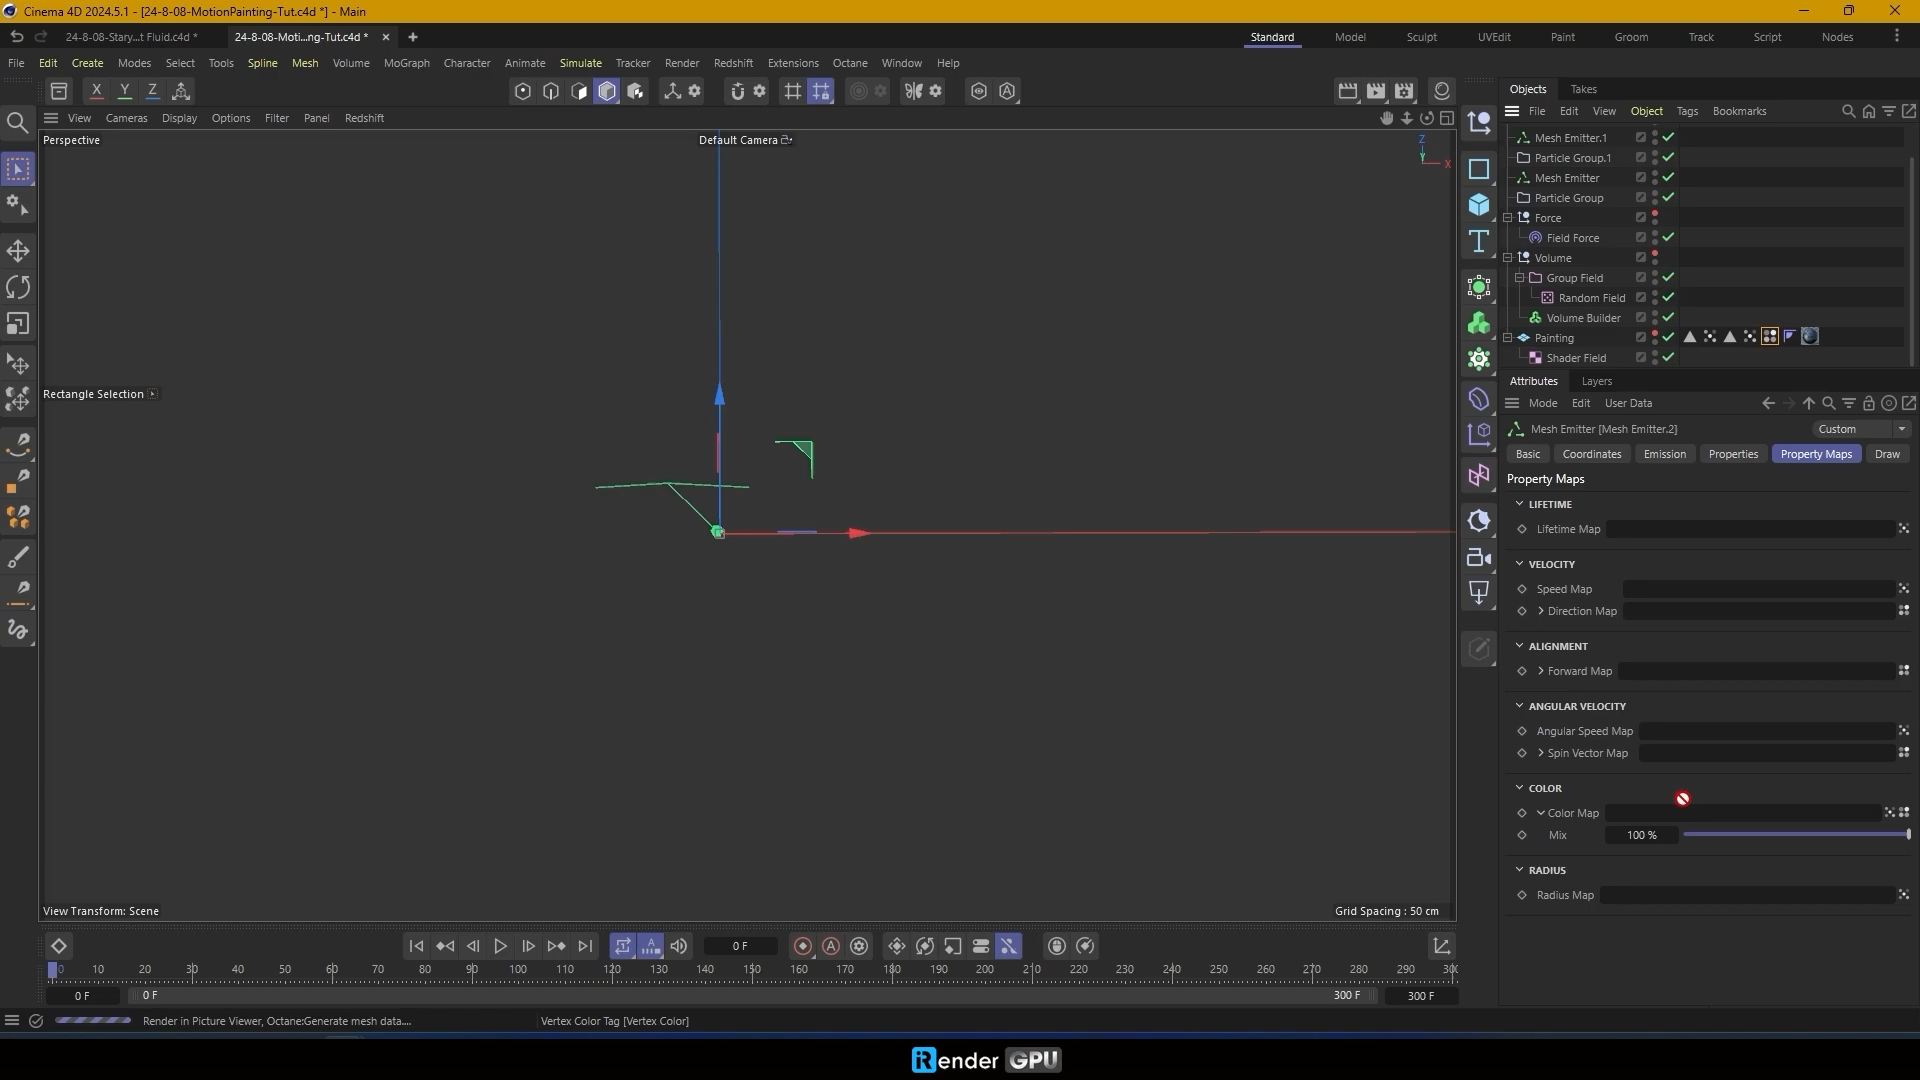 Cinema 4D 2024.5.1 - [24-8-08-MotionPainting-Tut.c4d *] - Main
24-8-08-Stary...t Fluid.c4d *
24-8-08-Moti...ng-Tut.c4d *
Standard
Model
Sculpt
UVEdit
Paint
Groom
Track
Script
Nodes
File Edit Create Modes Select Tools Spline Mesh Volume MoGraph Character Animate Simulate Tracker Render Redshift Extensions Octane Window Help
X Y Z
View Cameras Display Options Filter Panel Redshift
Perspective
Default Camera
Z
Y
X
Rectangle Selection
View Transform: Scene
Grid Spacing : 50 cm
Objects Takes
File Edit View Object Tags Bookmarks
Mesh Emitter.1
Particle Group.1
Mesh Emitter
Particle Group
Force
Field Force
Volume
Group Field
Random Field
Volume Builder
Painting
Shader Field
Attributes Layers
Mode Edit User Data
Mesh Emitter [Mesh Emitter.2]
Custom
Basic Coordinates Emission Properties Property Maps Draw
Property Maps
LIFETIME
Lifetime Map
VELOCITY
Speed Map
Direction Map
ALIGNMENT
Forward Map
ANGULAR VELOCITY
Angular Speed Map
Spin Vector Map
COLOR
Color Map
Mix 100 %
RADIUS
Radius Map
0 F
0 10 20 30 40 50 60 70 80 90 100 110 120 130 140 150 160 170 180 190 200 210 220 230 240 250 260 270 280 290 30
0 F 0 F 300 F 300 F
Render in Picture Viewer, Octane:Generate mesh data....
Vertex Color Tag [Vertex Color]
iRender GPU